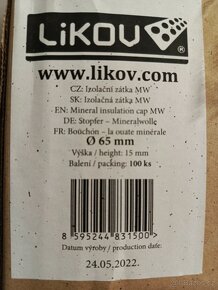 LiKOV
®
www.likov.com
CZ: Izolační zátka MW
SK: Izolačná zátka MW
EN: Mineral insulation cap MW
DE: Stopfer - Mineralwolle
FR: Bouchón - la ouate minérale
Ø 65 mm
Výška / height: 15 mm
Balení / packing: 100 ks
8 595244 831500 >
Datum výroby / production date:
24.05.2022.